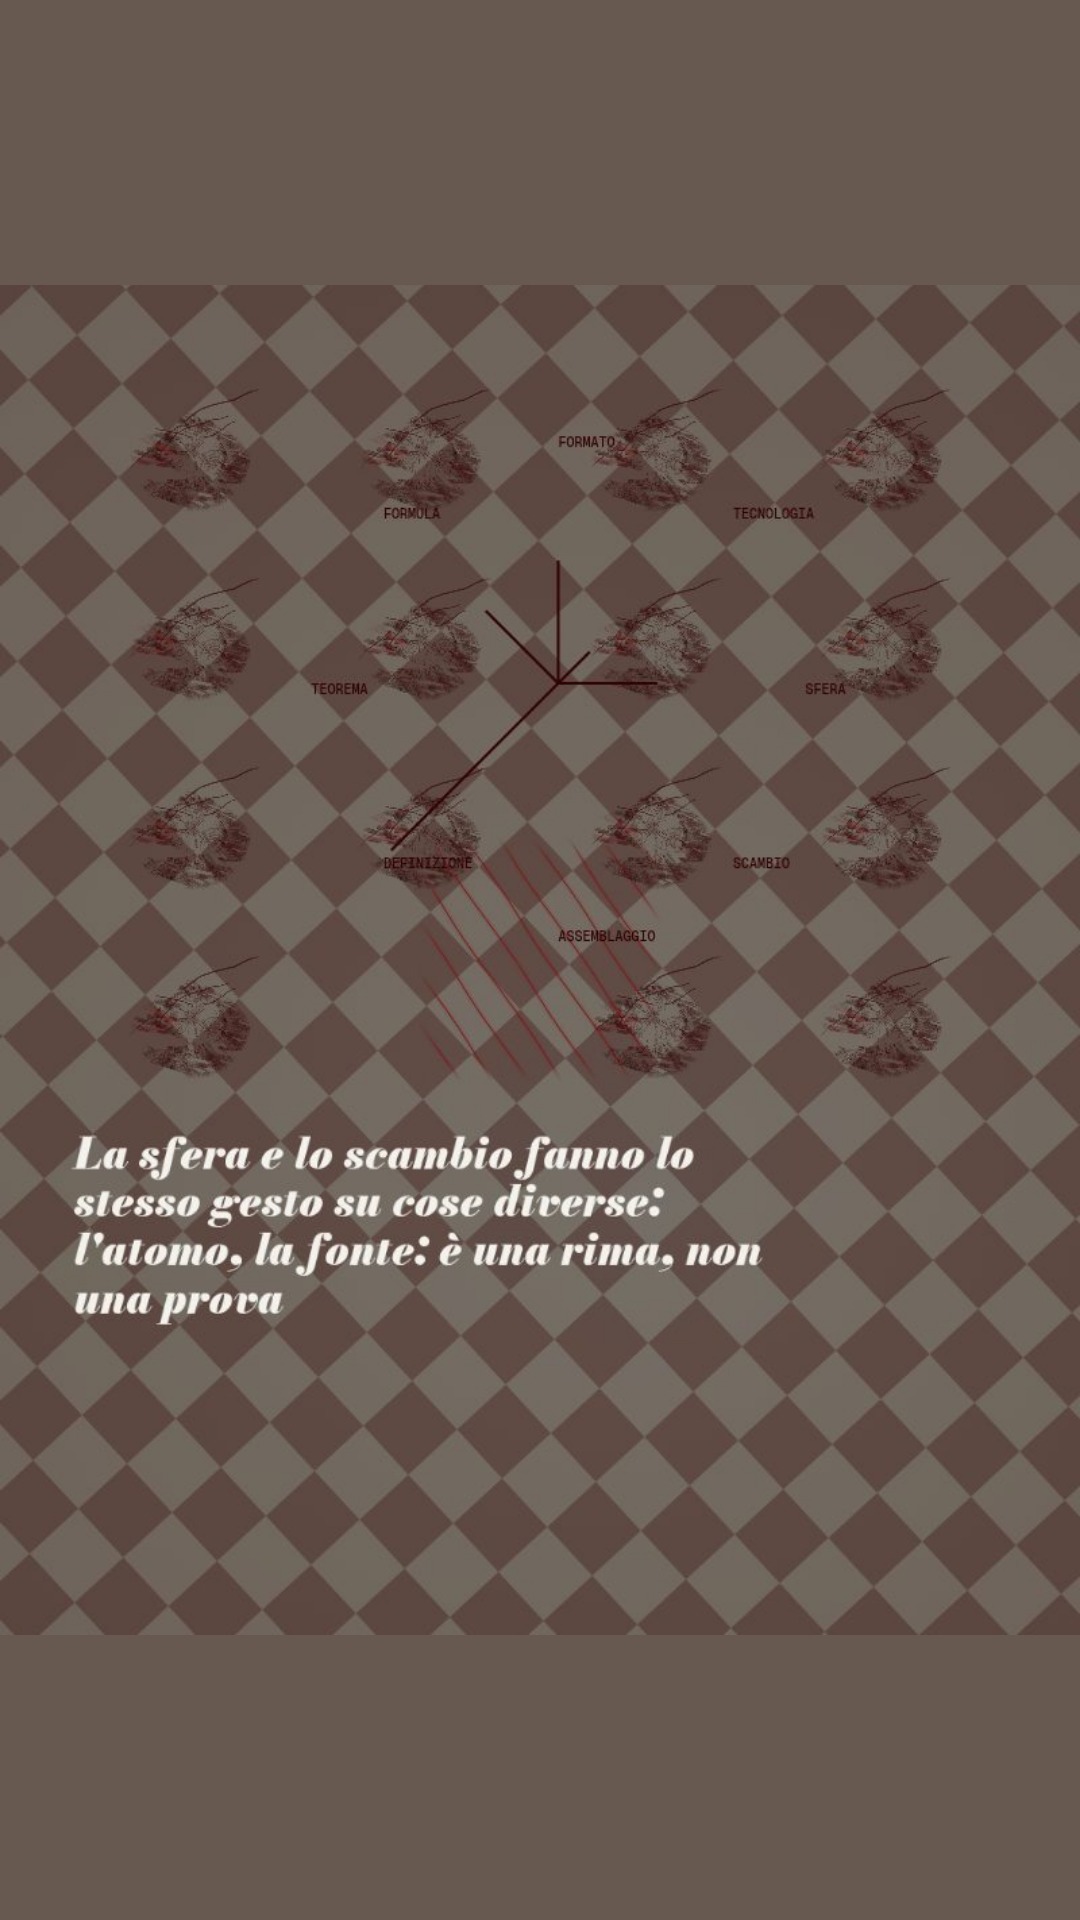 FORMATO
FORMULA
TECNOLOGIA
TEOREMA
SFERA
DEFINIZIONE
SCAMBIO
ASSEMBLAGGIO
La sfera e lo scambio fanno lo
stesso gesto su cose diverse:
l'atomo, la fonte: è una rima, non
una prova